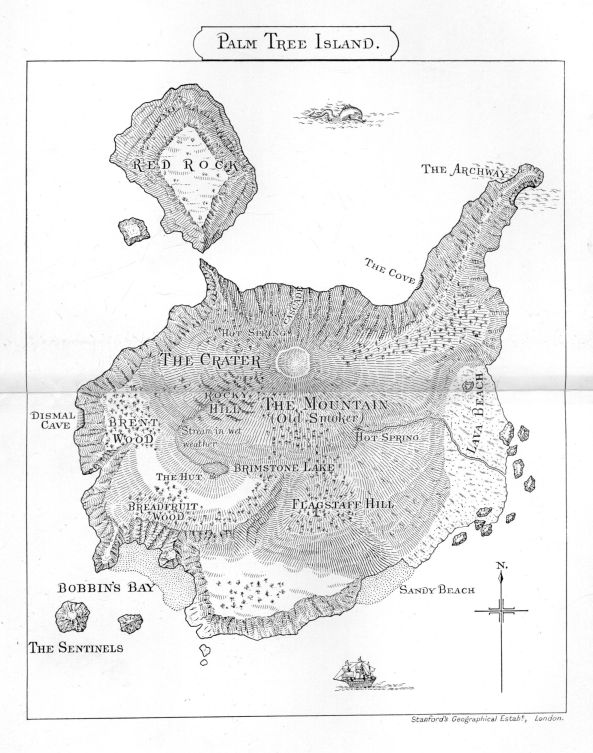 PALM TREE ISLAND.
RED ROCK
THE ARCHWAY
THE COVE
CASCADE
HOT SPRING
THE CRATER
ROCKY
HILL
THE MOUNTAIN
(Old Smoker)
LAVA BEACH
DISMAL
CAVE
BRENT
WOOD
Stream in wet
weather
HOT SPRING
BRIMSTONE LAKE
THE HUT
BREADFRUIT
WOOD
FLAGSTAFF HILL
N.
BOBBIN'S BAY
SANDY BEACH
THE SENTINELS
Stanford's Geographical Estabt, London.